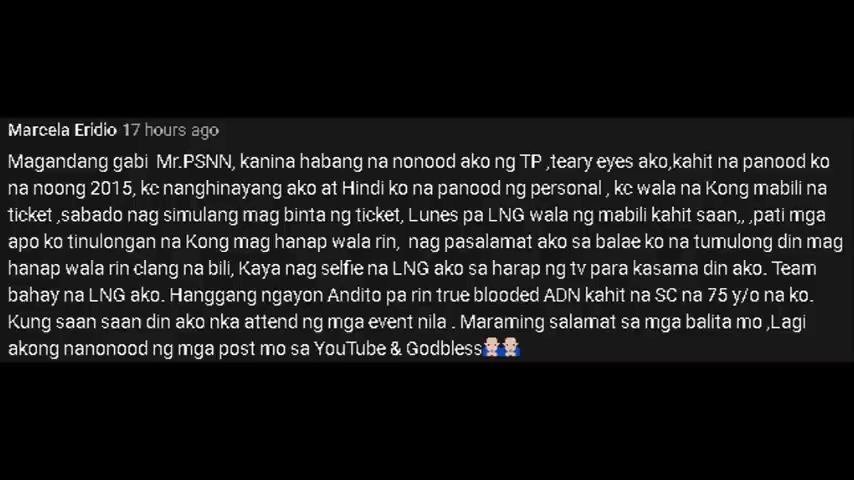 Marcela Eridio 17 hours ago
Magandang gabi Mr.PSNN, kanina habang na nonood ako ng TP ,teary eyes ako,kahit na panood ko
na noong 2015, kc nanghinayang ako at Hindi ko na panood ng personal , kc wala na Kong mabili na
ticket ,sabado nag simulang mag binta ng ticket, Lunes pa LNG wala ng mabili kahit saan,, ,pati mga
apo ko tinulongan na Kong mag hanap wala rin, nag pasalamat ako sa balae ko na tumulong din mag
hanap wala rin clang na bili, Kaya nag selfie na LNG ako sa harap ng tv para kasama din ako. Team
bahay na LNG ako. Hanggang ngayon Andito pa rin true blooded ADN kahit na SC na 75 y/o na ko.
Kung saan saan din ako nka attend ng mga event nila . Maraming salamat sa mga balita mo ,Lagi
akong nanonood ng mga post mo sa YouTube & Godbless